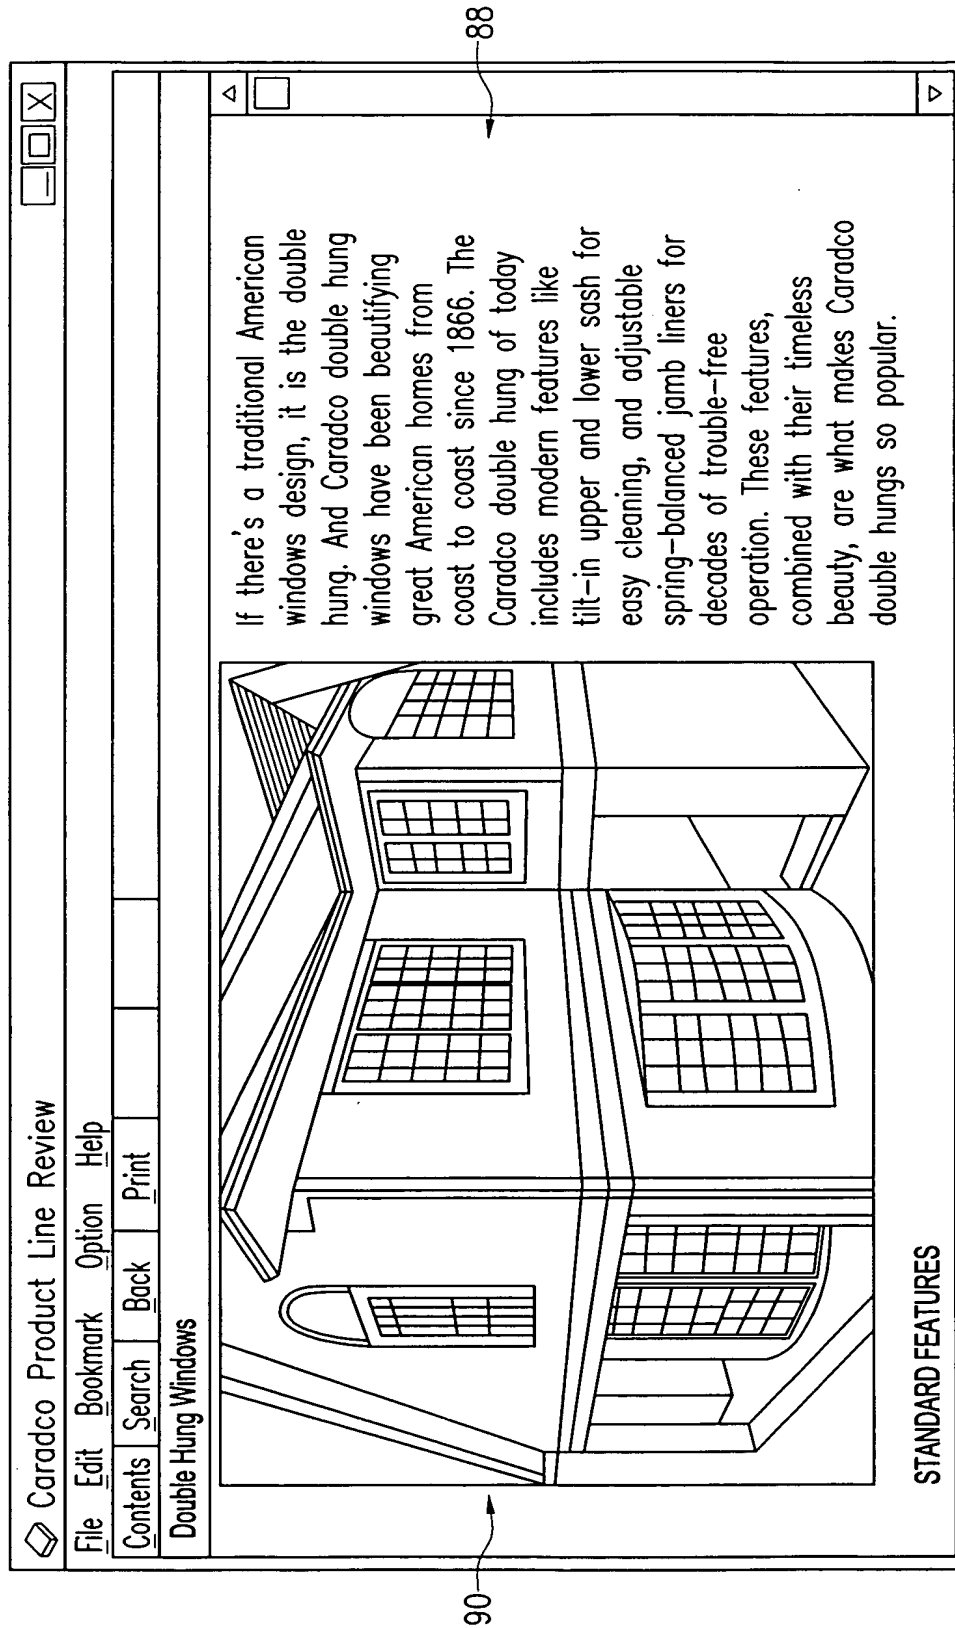 Caradco Product Line Review
File Edit Bookmark Option Help
Contents Search Back Print
Double Hung Windows
If there's a traditional American
windows design, it is the double
hung. And Caradco double hung
windows have been beautifying
great American homes from
coast to coast since 1866. The
Caradco double hung of today
includes modern features like
tilt-in upper and lower sash for
easy cleaning, and adjustable
spring-balanced jamb liners for
decades of trouble-free
operation. These features,
combined with their timeless
beauty, are what makes Caradco
double hungs so popular.
STANDARD FEATURES
90
88